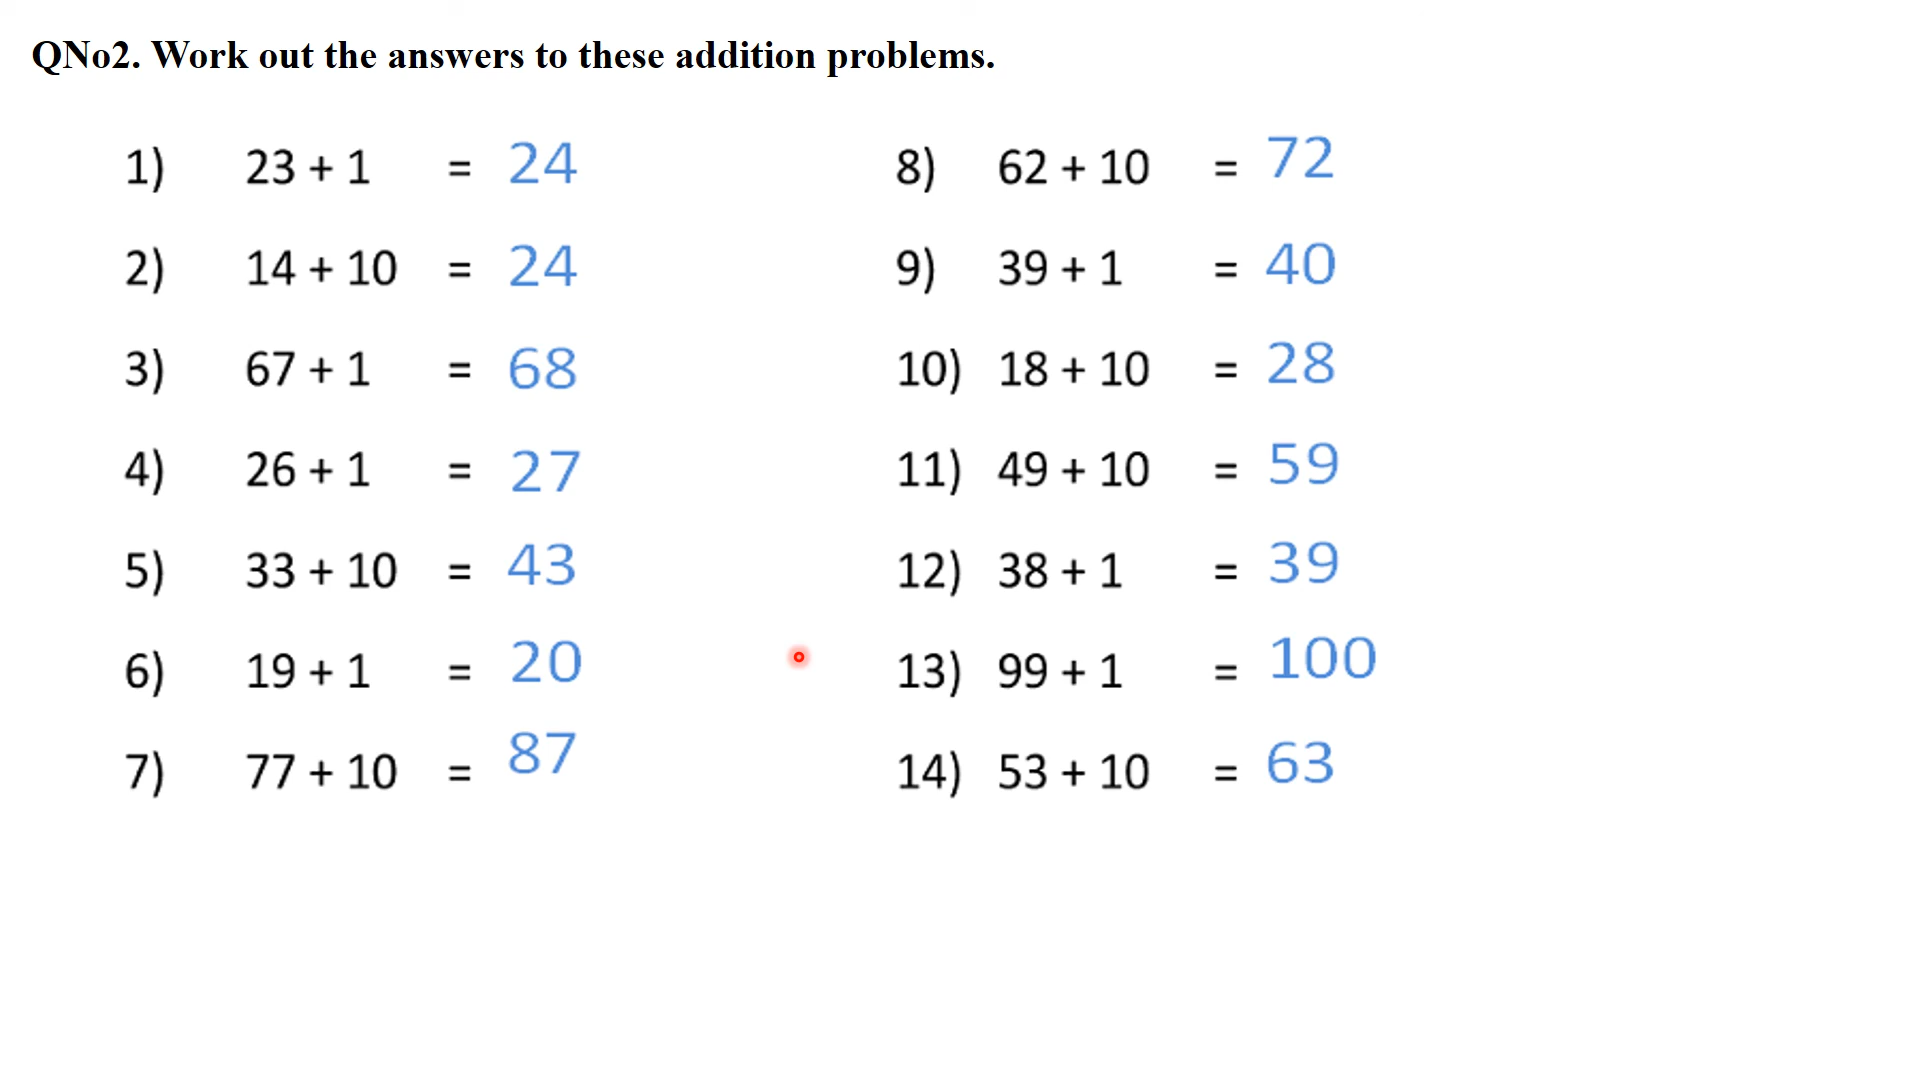 QNo2. Work out the answers to these addition problems.
1) 23 + 1 = 24
2) 14 + 10 = 24
3) 67 + 1 = 68
4) 26 + 1 = 27
5) 33 + 10 = 43
6) 19 + 1 = 20
7) 77 + 10 = 87
8) 62 + 10 = 72
9) 39 + 1 = 40
10) 18 + 10 = 28
11) 49 + 10 = 59
12) 38 + 1 = 39
13) 99 + 1 = 100
14) 53 + 10 = 63